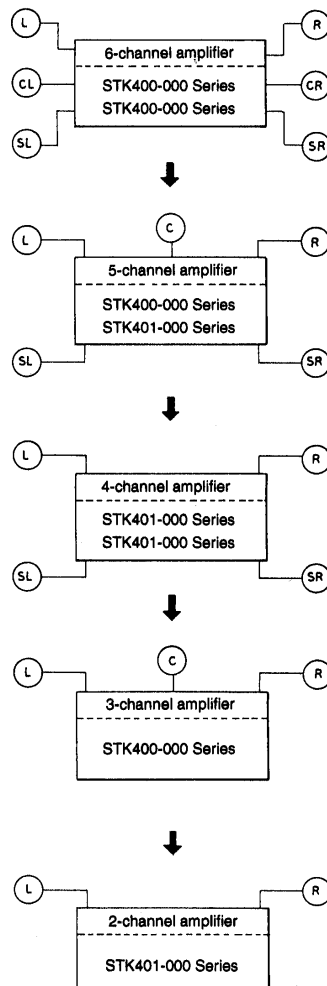 L
R
6-channel amplifier
CL
STK400-000 Series
CR
STK400-000 Series
SL
SR
C
L
R
5-channel amplifier
STK400-000 Series
STK401-000 Series
SL
SR
L
R
4-channel amplifier
STK401-000 Series
STK401-000 Series
SL
SR
C
L
R
3-channel amplifier
STK400-000 Series
L
R
2-channel amplifier
STK401-000 Series